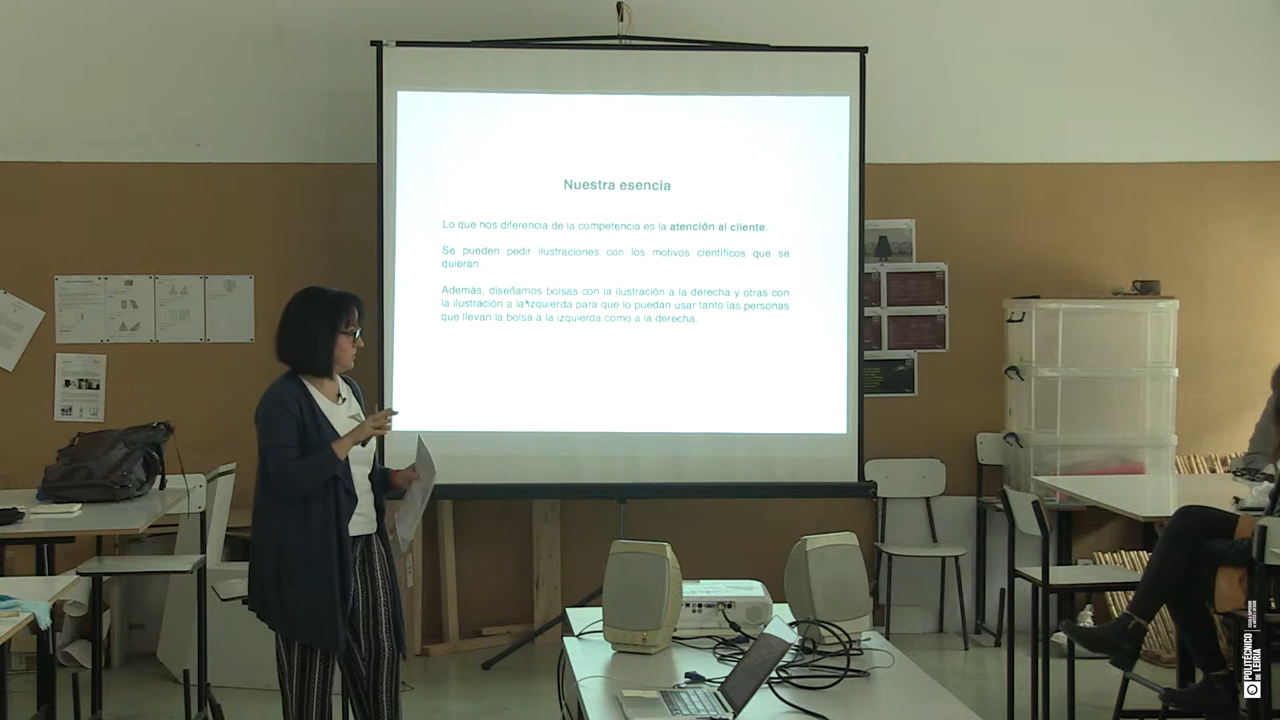 Nuestra esencia
Lo que nos diferencia de la competencia es la atención al cliente.
Se pueden pedir ilustraciones con los motivos científicos que se
quieran.
Además, diseñamos bolsas con la ilustración a la derecha y otras con
la ilustración a la izquierda para que lo puedan usar tanto las personas
que llevan la bolsa a la izquierda como a la derecha.
POLITÉCNICO
DE LEIRIA